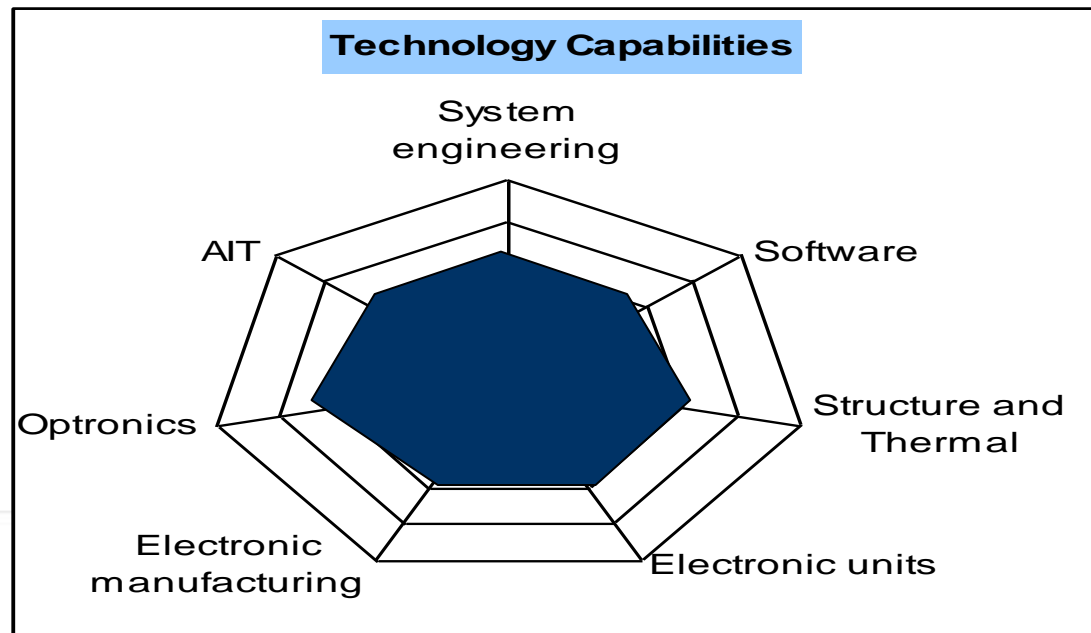 Technology Capabilities
System
engineering
AIT
Software
Optronics
Structure and
Thermal
Electronic
manufacturing
Electronic units